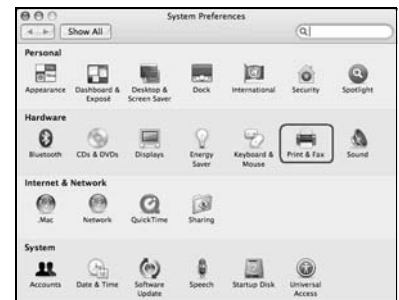 System Preferences
Show All
Personal
Appearance Dashboard & Exposé Desktop & Screen Saver Dock International Security Spotlight
Hardware
Bluetooth CDs & DVDs Displays Energy Saver Keyboard & Mouse Print & Fax Sound
Internet & Network
.Mac Network QuickTime Sharing
System
Accounts Date & Time Software Update Speech Startup Disk Universal Access